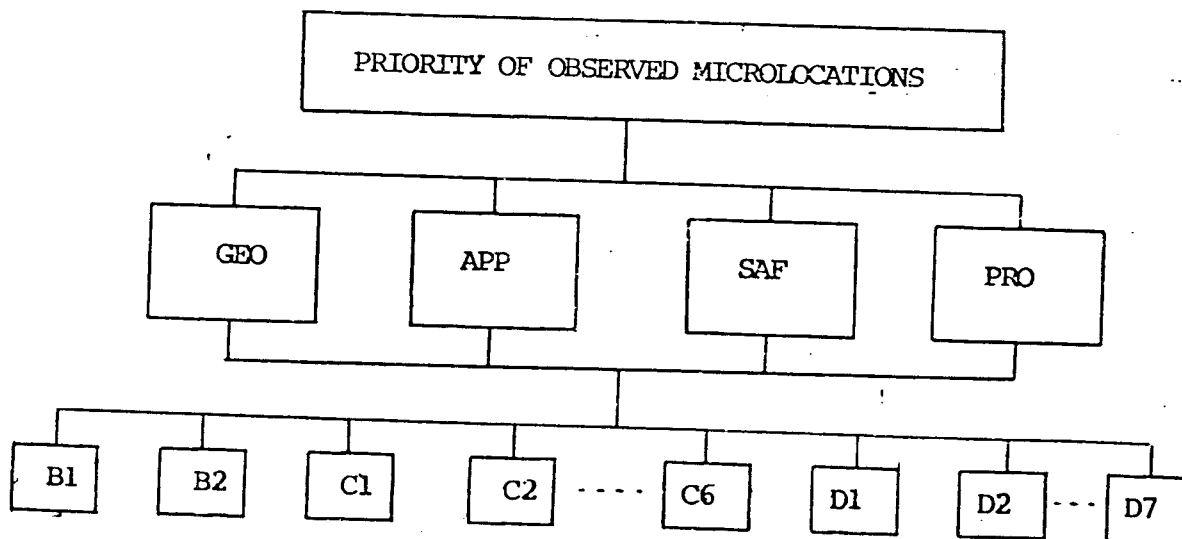 PRIORITY OF OBSERVED MICROLOCATIONS
GEO APP SAF PRO
B1 B2 C1 C2 ---- C6 D1 D2 ---- D7